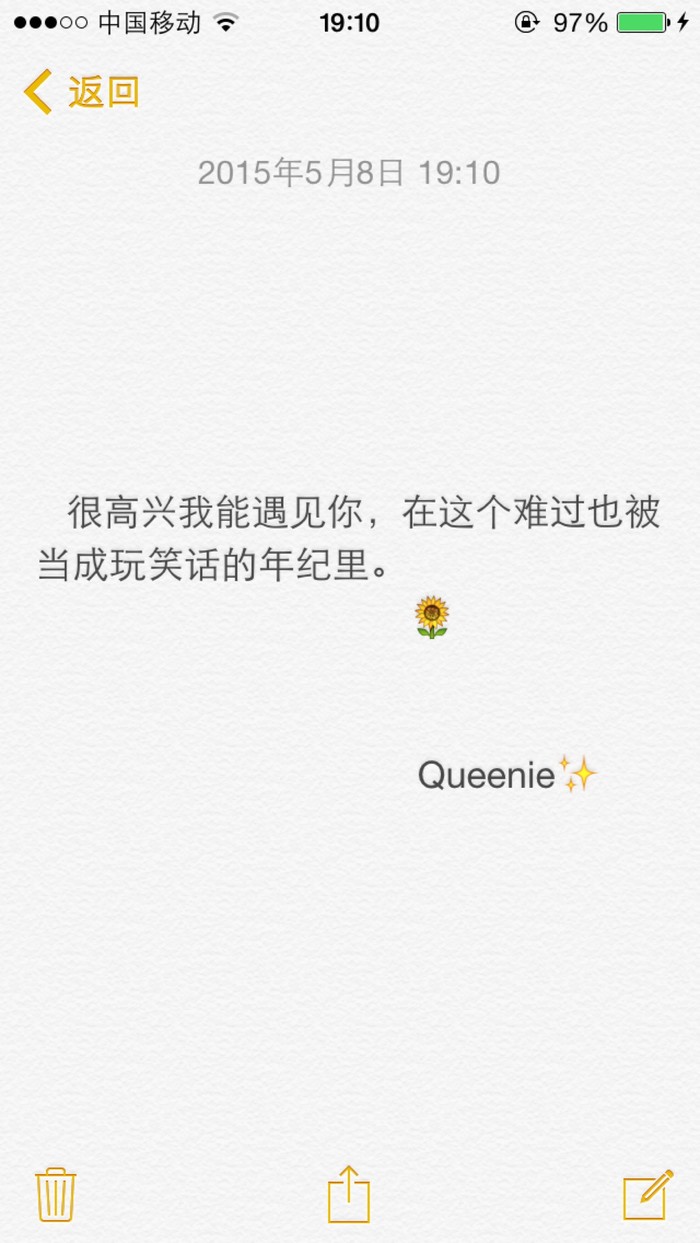 中国移动 19:10 97%
返回
2015年5月8日 19:10
很高兴我能遇见你，在这个难过也被
当成玩笑话的年纪里。
🌻
Queenie✨